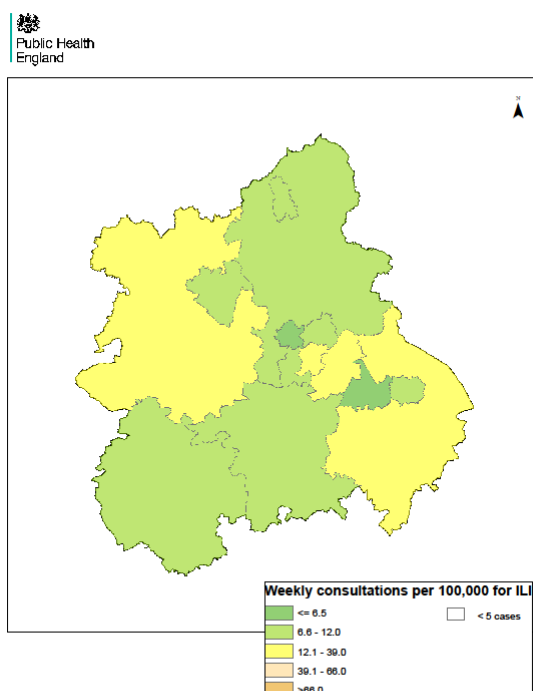 Public Health
England
N
Weekly consultations per 100,000 for ILI
<= 6.5
< 5 cases
6.6 - 12.0
12.1 - 39.0
39.1 - 66.0
>66.0